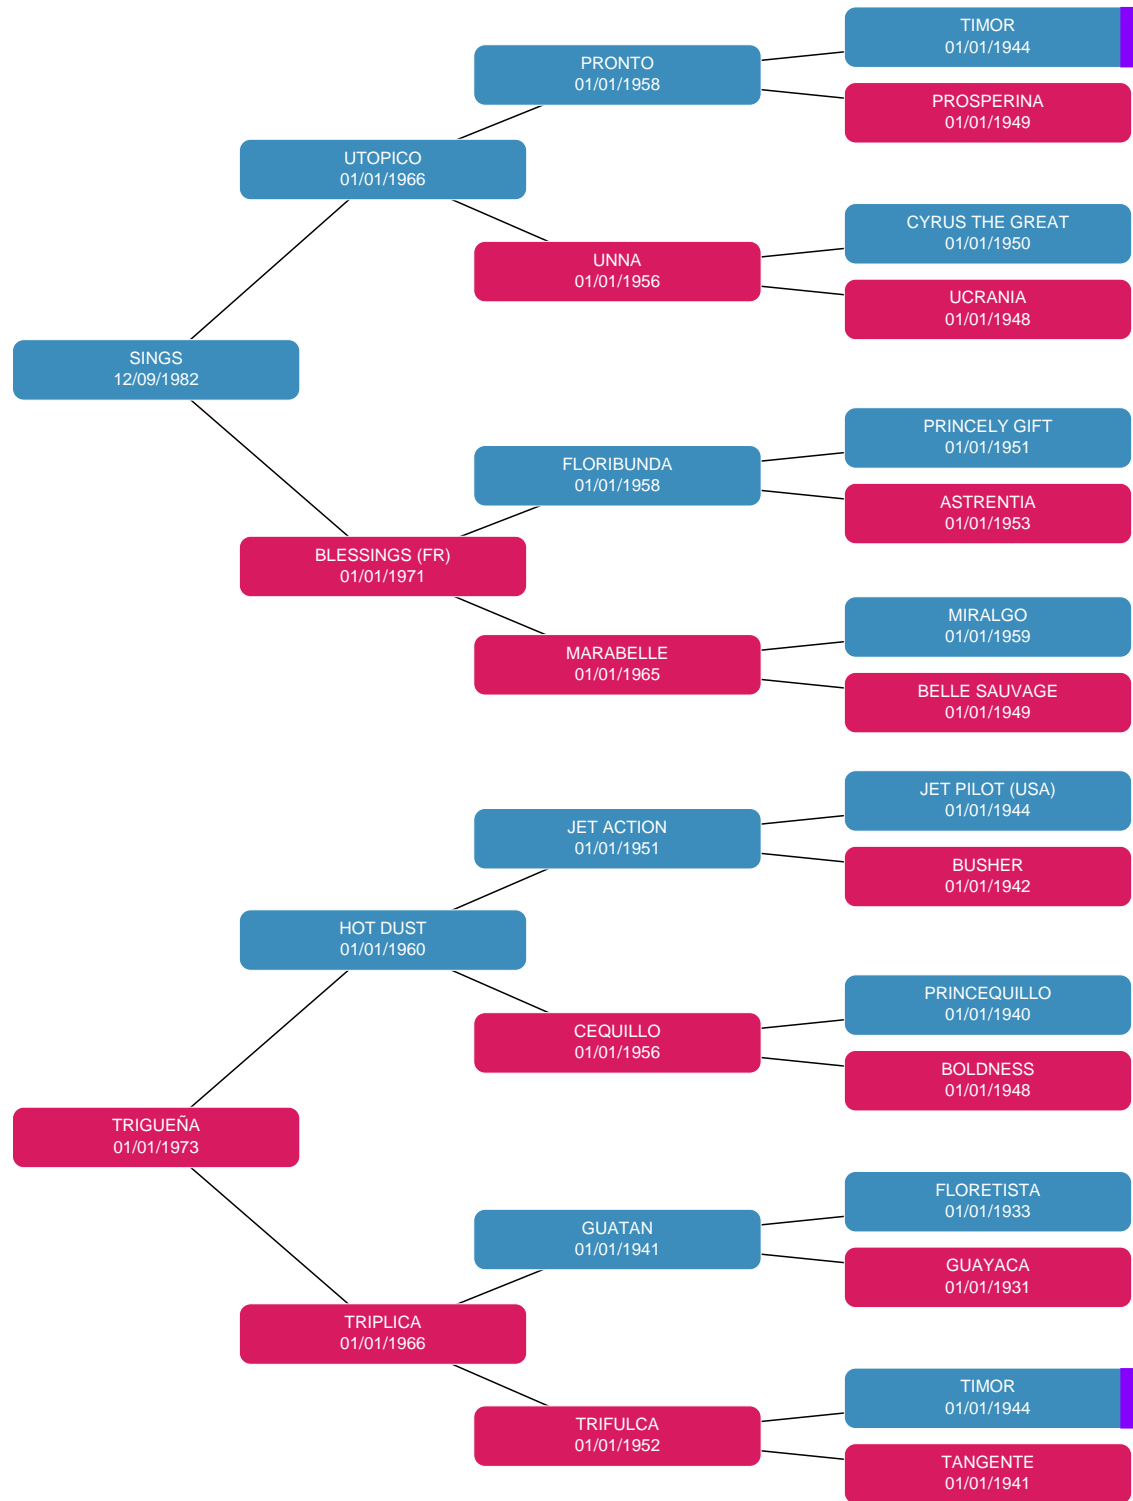 TIMOR
01/01/1944
PRONTO
01/01/1958
PROSPERINA
01/01/1949
UTOPICO
01/01/1966
CYRUS THE GREAT
01/01/1950
UNNA
01/01/1956
UCRANIA
01/01/1948
SINGS
12/09/1982
PRINCELY GIFT
01/01/1951
FLORIBUNDA
01/01/1958
ASTRENTIA
01/01/1953
BLESSINGS (FR)
01/01/1971
MIRALGO
01/01/1959
MARABELLE
01/01/1965
BELLE SAUVAGE
01/01/1949
JET PILOT (USA)
01/01/1944
JET ACTION
01/01/1951
BUSHER
01/01/1942
HOT DUST
01/01/1960
PRINCEQUILLO
01/01/1940
CEQUILLO
01/01/1956
BOLDNESS
01/01/1948
TRIGUEÑA
01/01/1973
FLORETISTA
01/01/1933
GUATAN
01/01/1941
GUAYACA
01/01/1931
TRIPLICA
01/01/1966
TIMOR
01/01/1944
TRIFULCA
01/01/1952
TANGENTE
01/01/1941